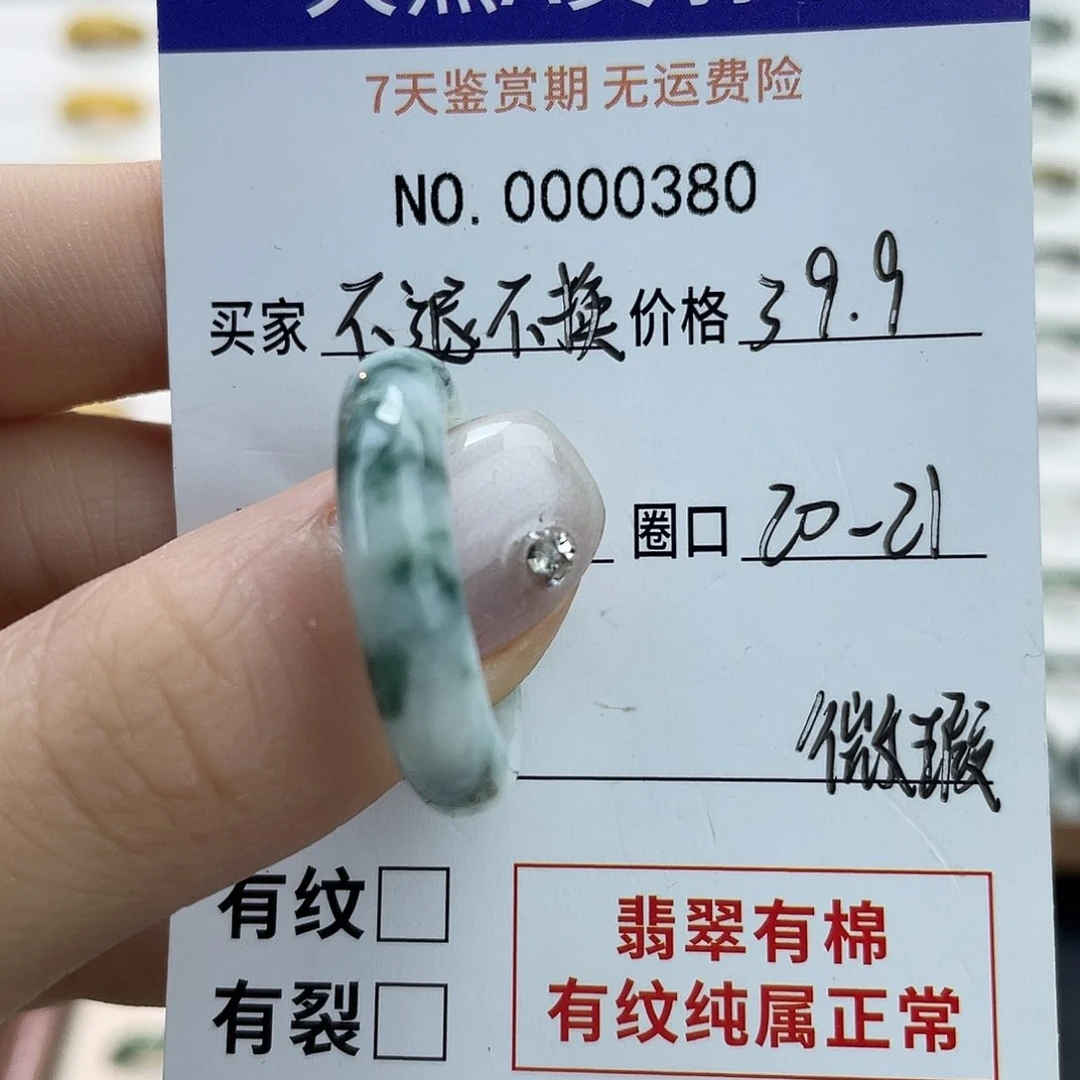 7天鉴赏期 无运费险
NO. 0000380
买家 不退不换 价格 39.9
圈口 20-21
微瑕
有纹
翡翠有棉
有裂
有纹纯属正常